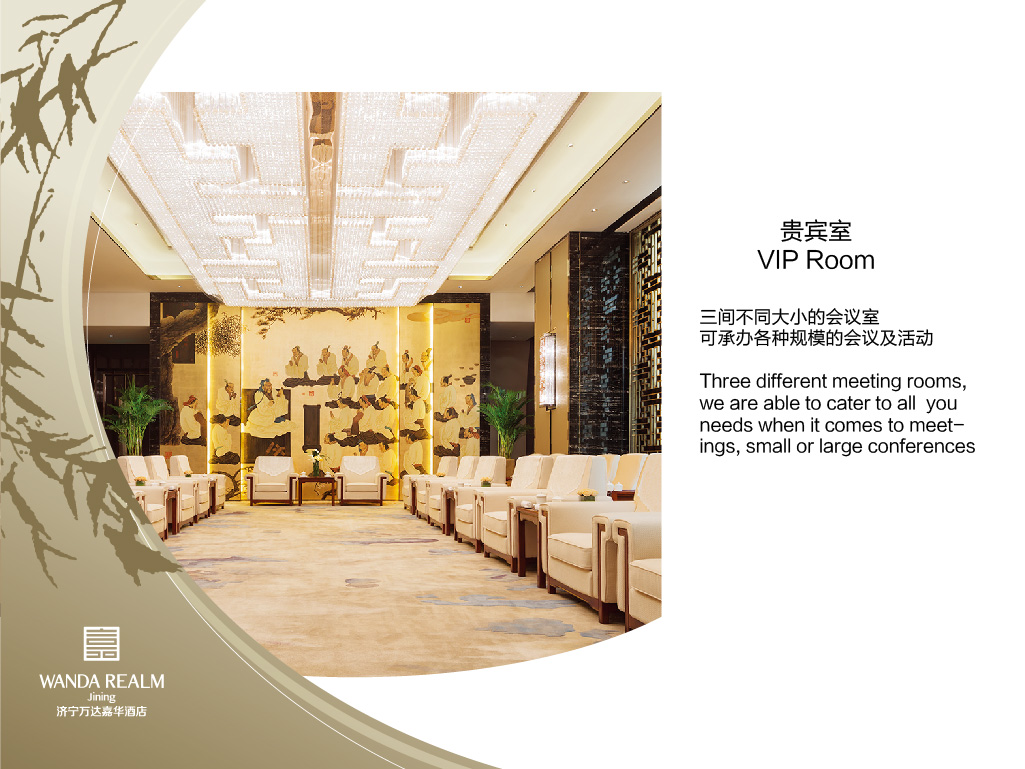 贵宾室
VIP Room
三间不同大小的会议室
可承办各种规模的会议及活动
Three different meeting rooms,
we are able to cater to all  you
needs when it comes to meet-
ings, small or large conferences
WANDA REALM
Jining
济宁万达嘉华酒店